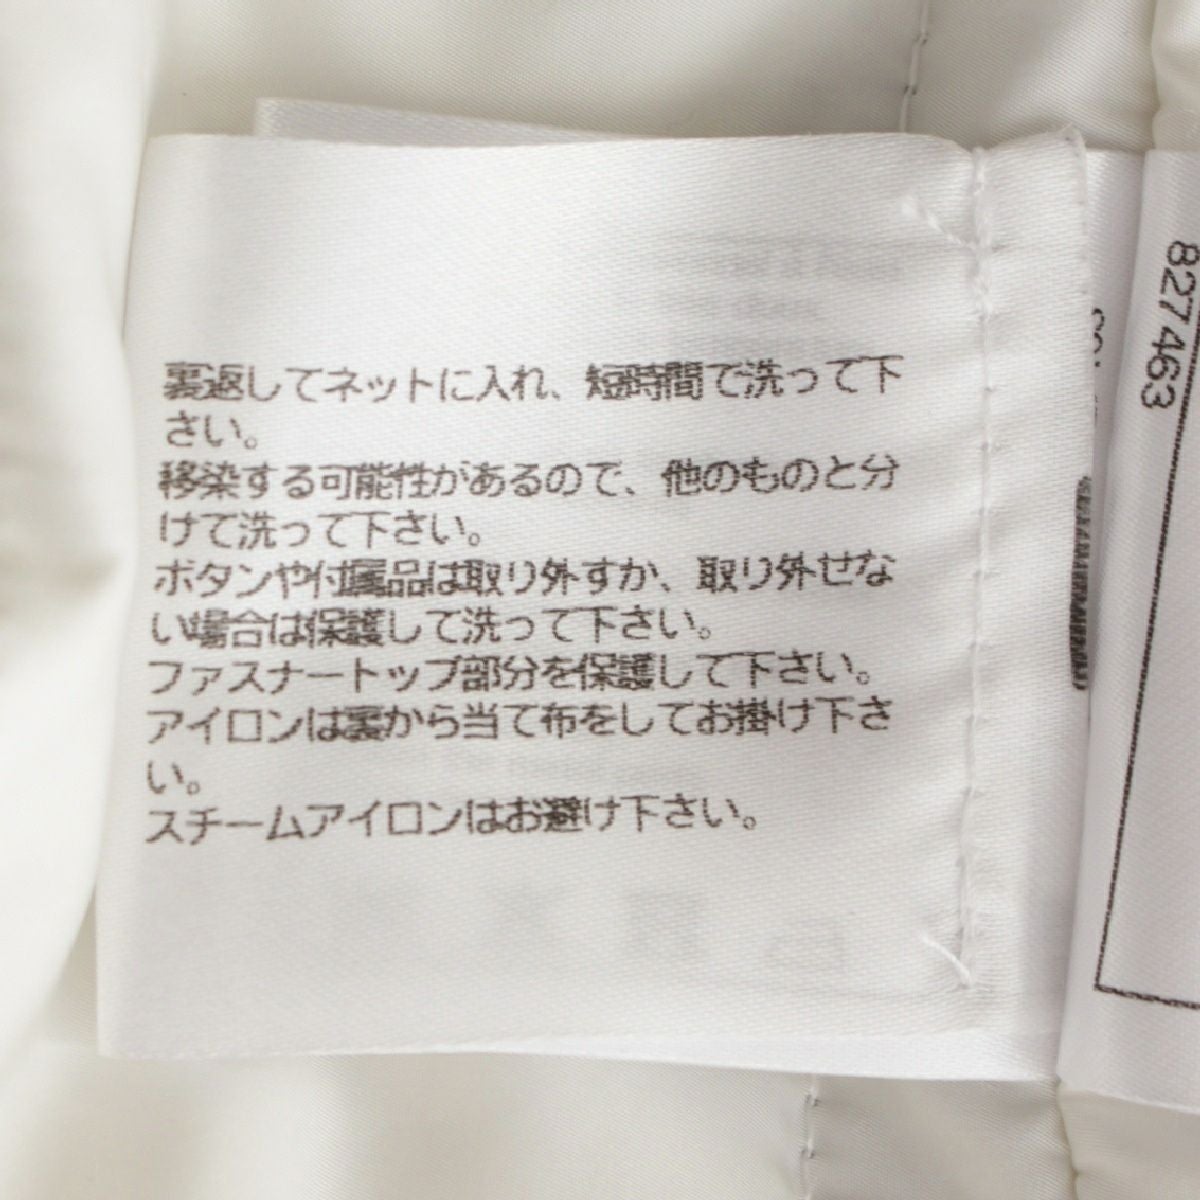 裏返してネットに入れ、短時間で洗って下
さい。
移染する可能性があるので、他のものと分
けて洗って下さい。
ボタンや付属品は取り外すか、取り外せな
い場合は保護して洗って下さい。
ファスナートップ部分を保護して下さい。
アイロンは裏から当て布をしてお掛け下さ
い。
スチームアイロンはお避け下さい。
827463